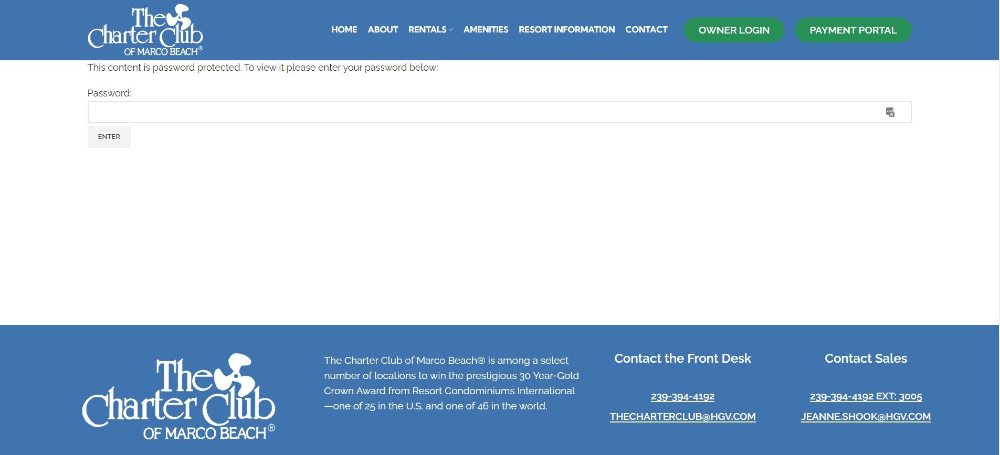 The
Charter Club
OF MARCO BEACH®
HOME ABOUT RENTALS AMENITIES RESORT INFORMATION CONTACT OWNER LOGIN PAYMENT PORTAL
This content is password protected. To view it please enter your password below:
Password:
4
ENTER
The
Charter Club
OF MARCO BEACH®
The Charter Club of Marco Beach® is among a select
number of locations to win the prestigious 30 Year-Gold
Crown Award from Resort Condominiums International
—one of 25 in the U.S. and one of 46 in the world.
Contact the Front Desk
239-394-4192
THECHARTERCLUB@HGV.COM
Contact Sales
239-394-4192 EXT: 3005
JEANNE.SHOOK@HGV.COM